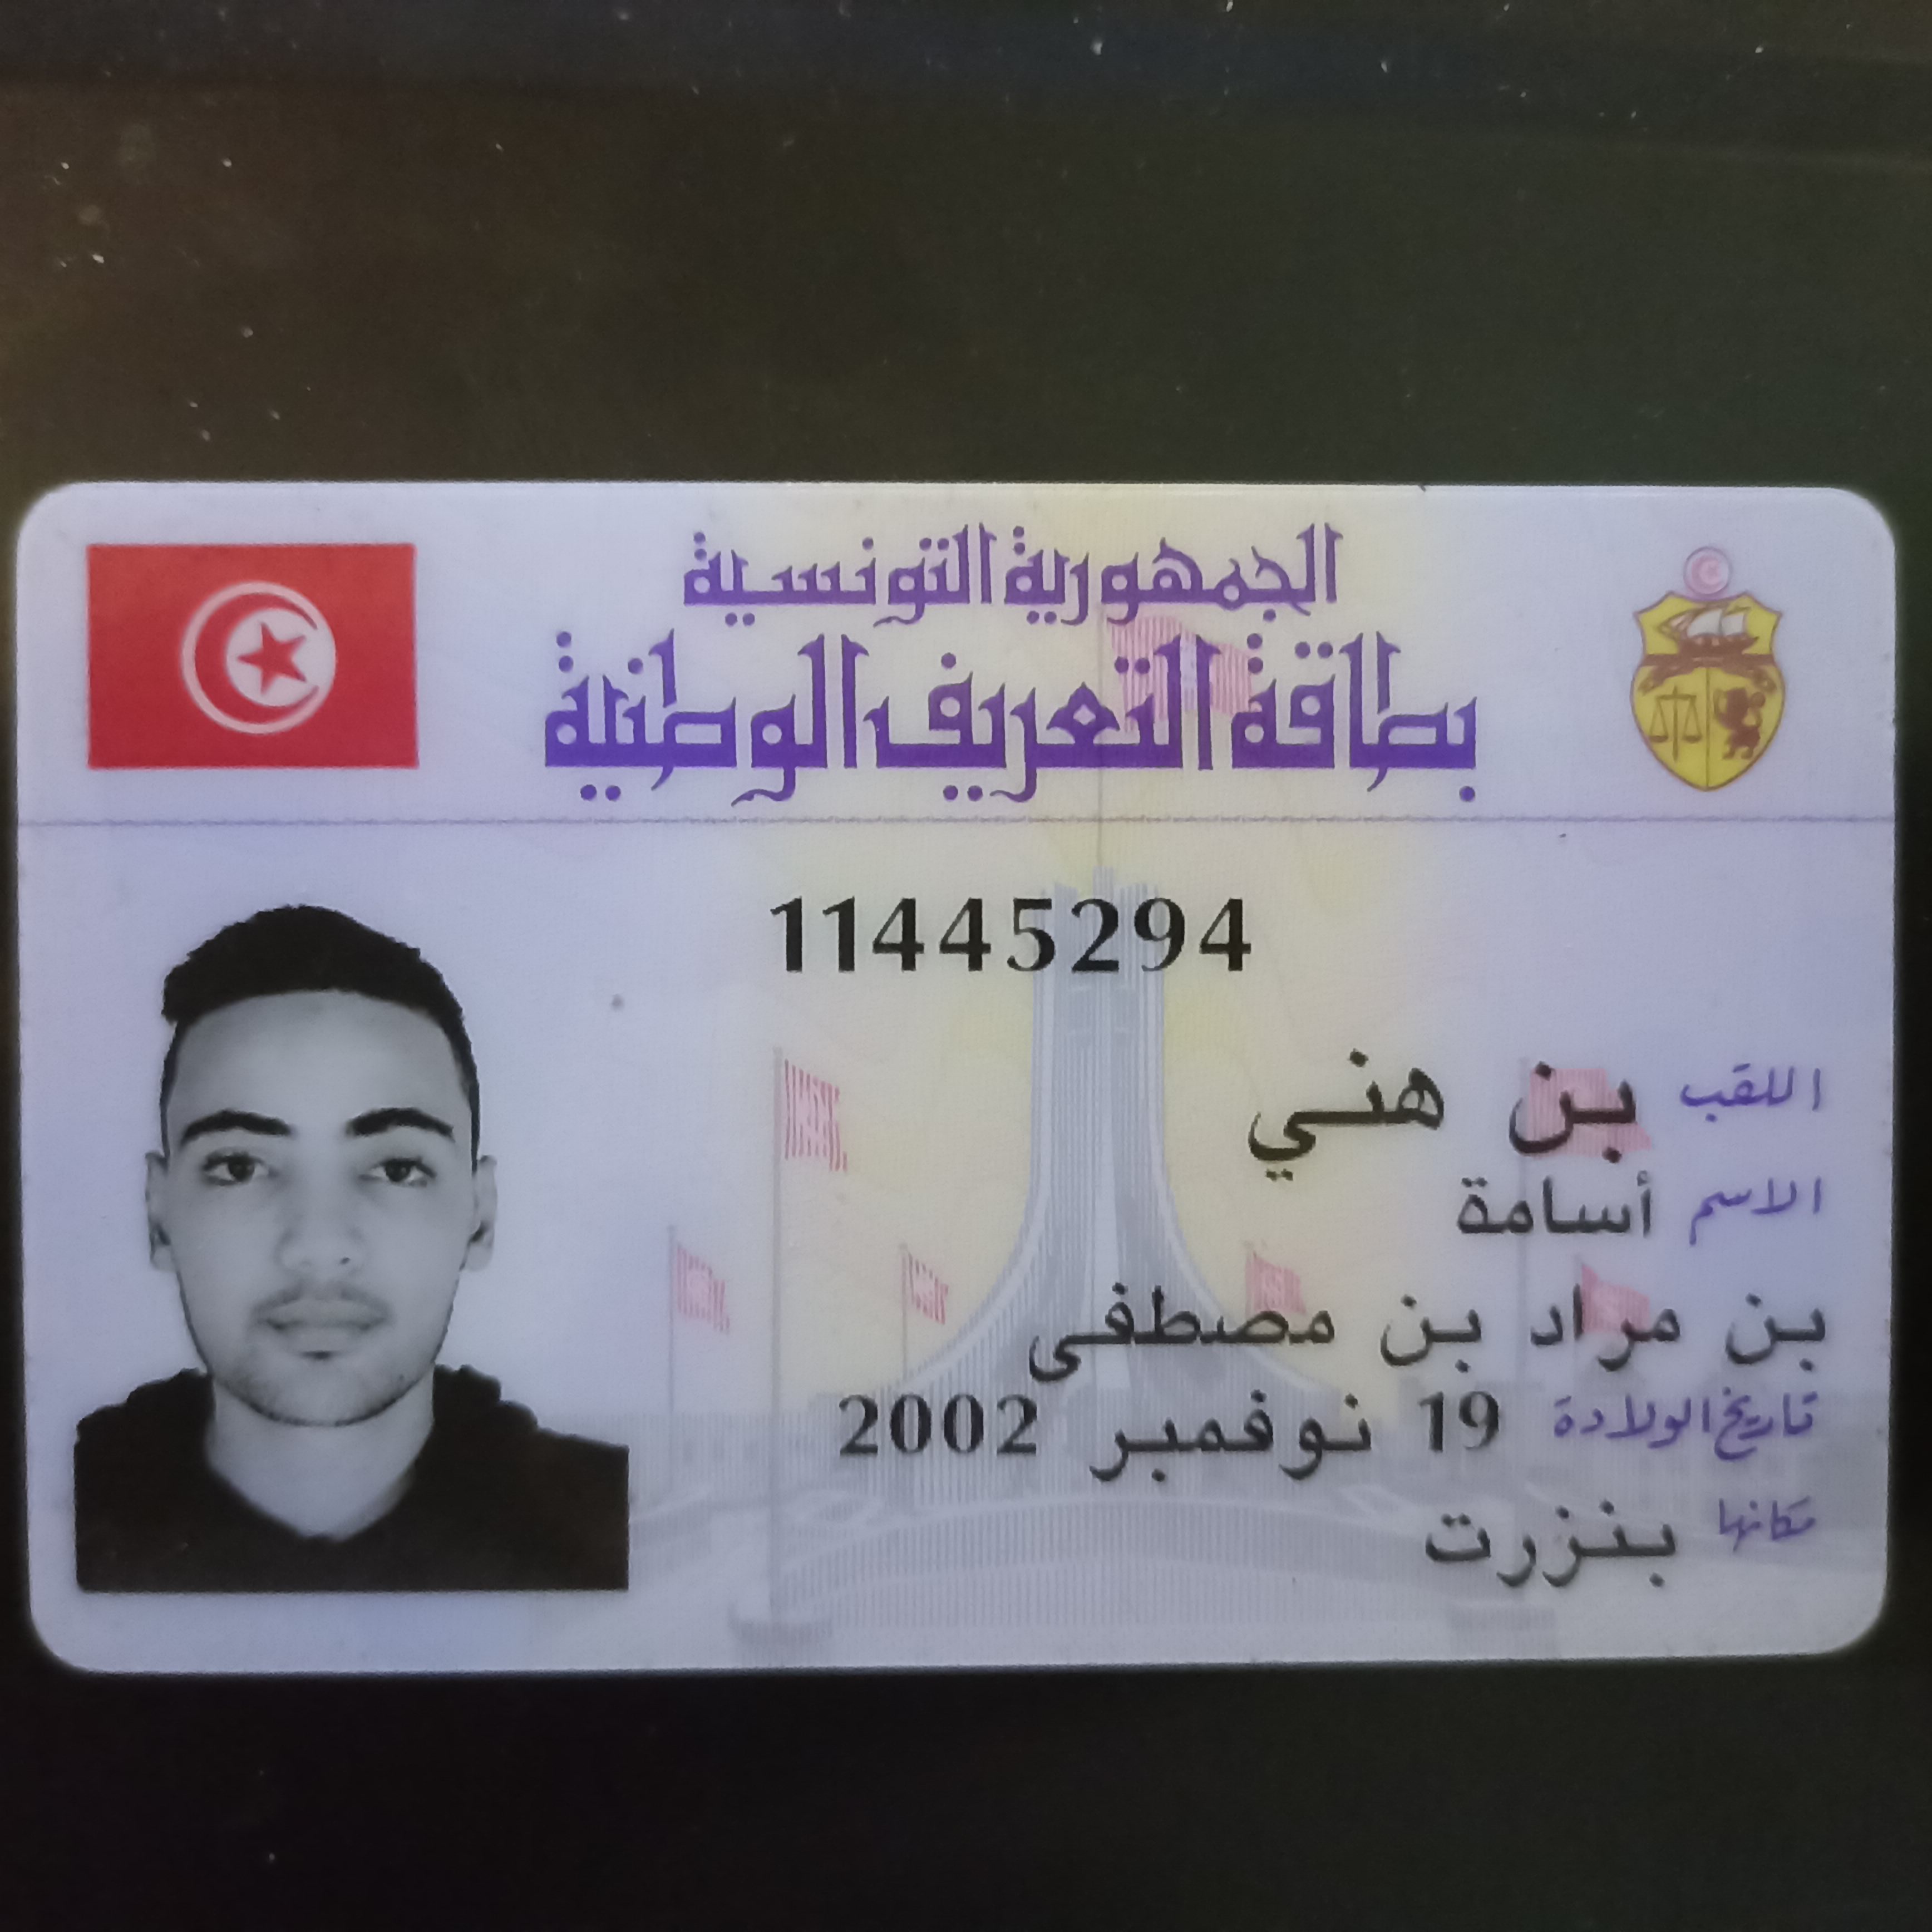 الجمهورية التونسية
بطاقة التعريف الوطنية
11445294
اللقب بن هني
الاسم أسامة
بن مراد بن مصطفى
تاريخ الولادة 19 نوفمبر 2002
مكانها بنزرت